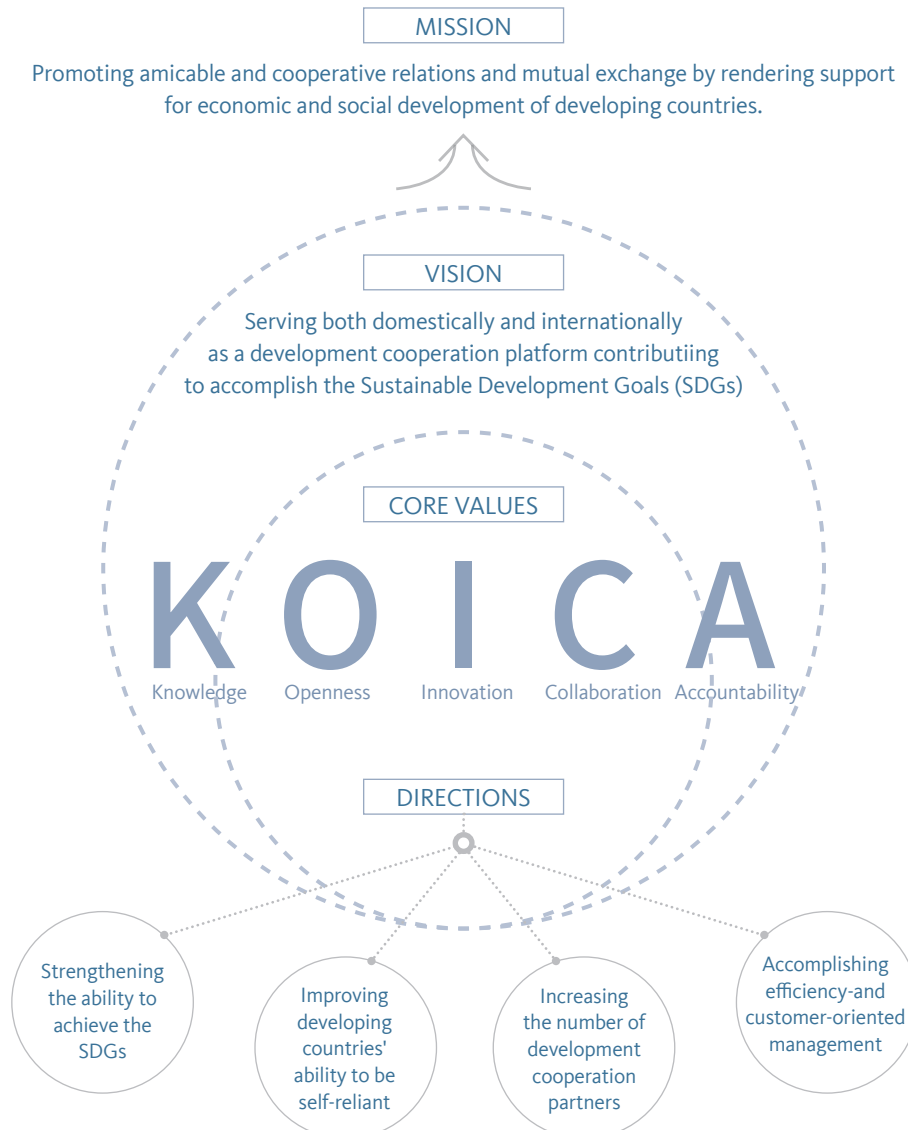 MISSION
Promoting amicable and cooperative relations and mutual exchange by rendering support
for economic and social development of developing countries.
VISION
Serving both domestically and internationally
as a development cooperation platform contributiing
to accomplish the Sustainable Development Goals (SDGs)
CORE VALUES
K O I C A
Knowledge Openness Innovation Collaboration Accountability
DIRECTIONS
Strengthening
the ability to
achieve the
SDGs
Improving
developing
countries'
ability to be
self-reliant
Increasing
the number of
development
cooperation
partners
Accomplishing
efficiency-and
customer-oriented
management